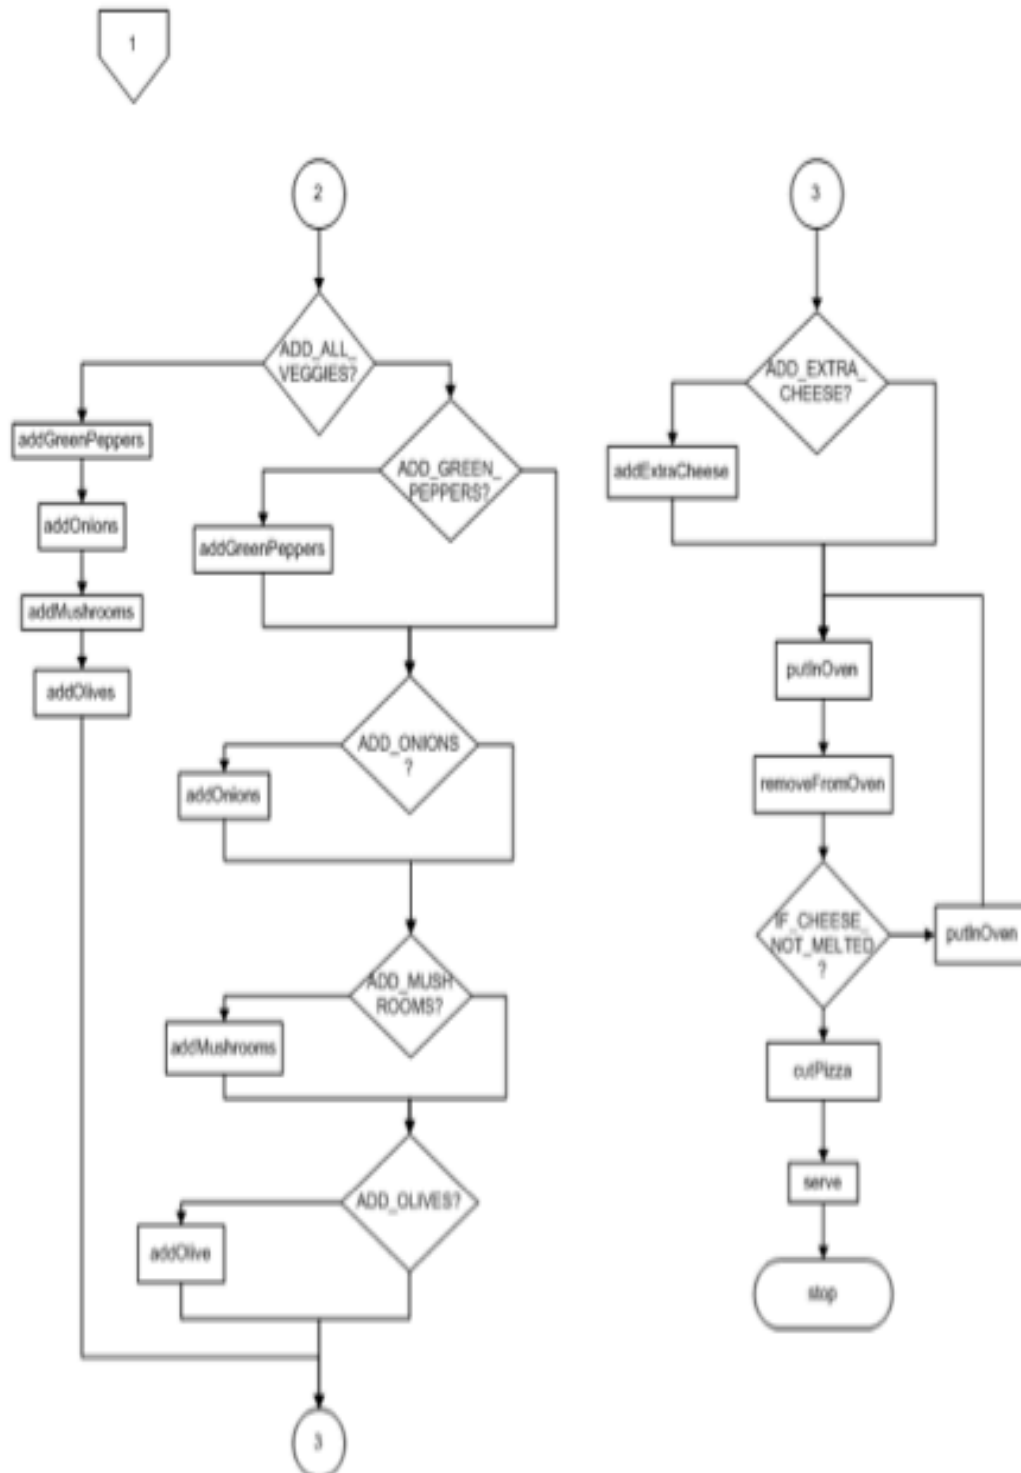 1
2
ADD_ALL_
VEGGIES?
addGreenPeppers
addOnions
addMushrooms
addOlives
ADD_GREEN_
PEPPERS?
addGreenPeppers
ADD_ONIONS
?
addOnions
ADD_MUSH
ROOMS?
addMushrooms
ADD_OLIVES?
addOlive
3
3
ADD_EXTRA_
CHEESE?
addExtraCheese
putInOven
removeFromOven
IF_CHEESE_
NOT_MELTED
?
putInOven
cutPizza
serve
stop